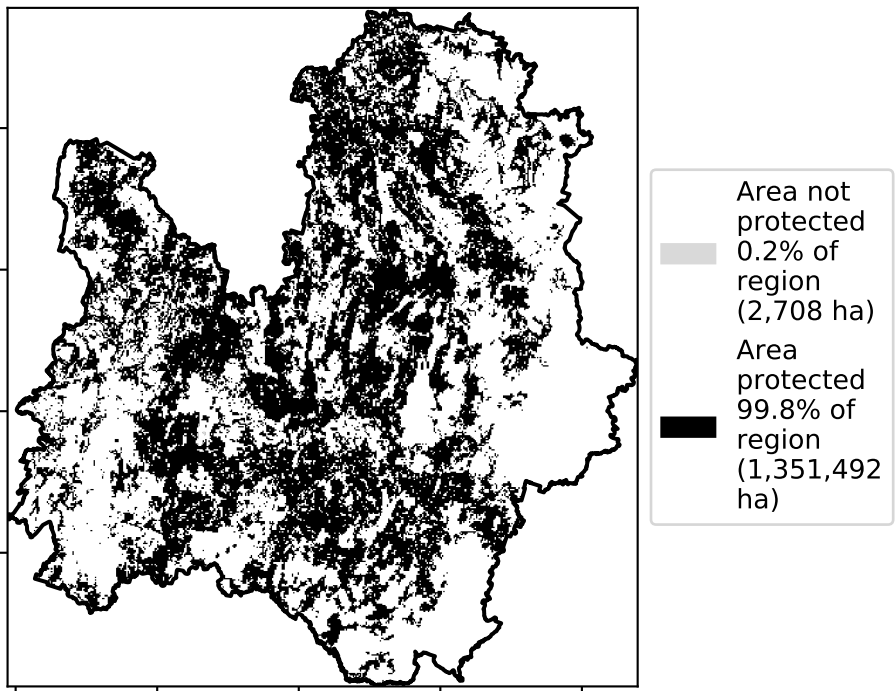 Area not
protected
0.2% of
region
(2,708 ha)
Area
protected
99.8% of
region
(1,351,492
ha)